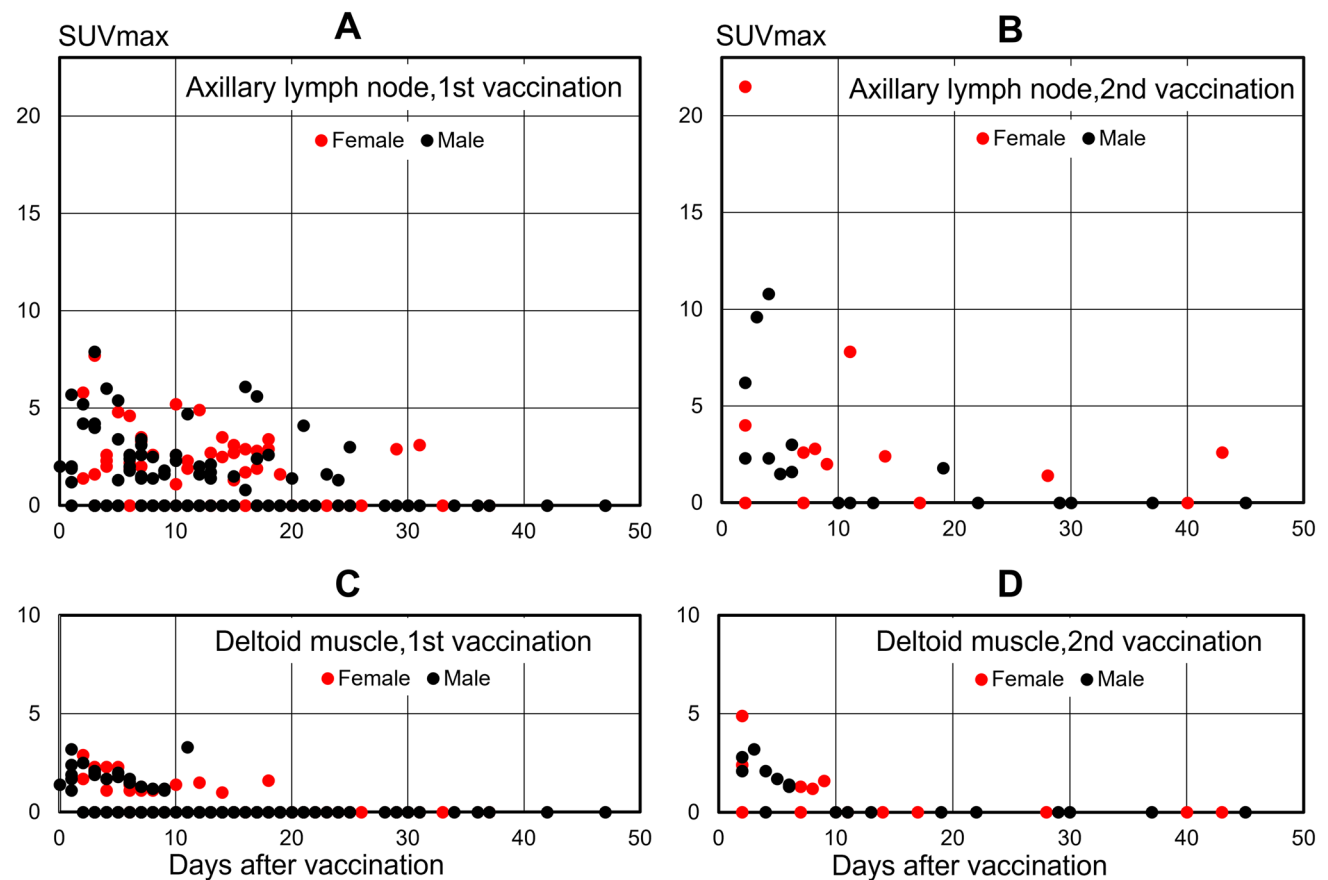 A
SUVmax
Axillary lymph node,1st vaccination
Female Male
20
15
10
5
0
0 10 20 30 40 50
B
SUVmax
Axillary lymph node,2nd vaccination
Female Male
20
15
10
5
0
0 10 20 30 40 50
C
Deltoid muscle,1st vaccination
Female Male
10
5
0
0 10 20 30 40 50
Days after vaccination
D
Deltoid muscle,2nd vaccination
Female Male
10
5
0
0 10 20 30 40 50
Days after vaccination